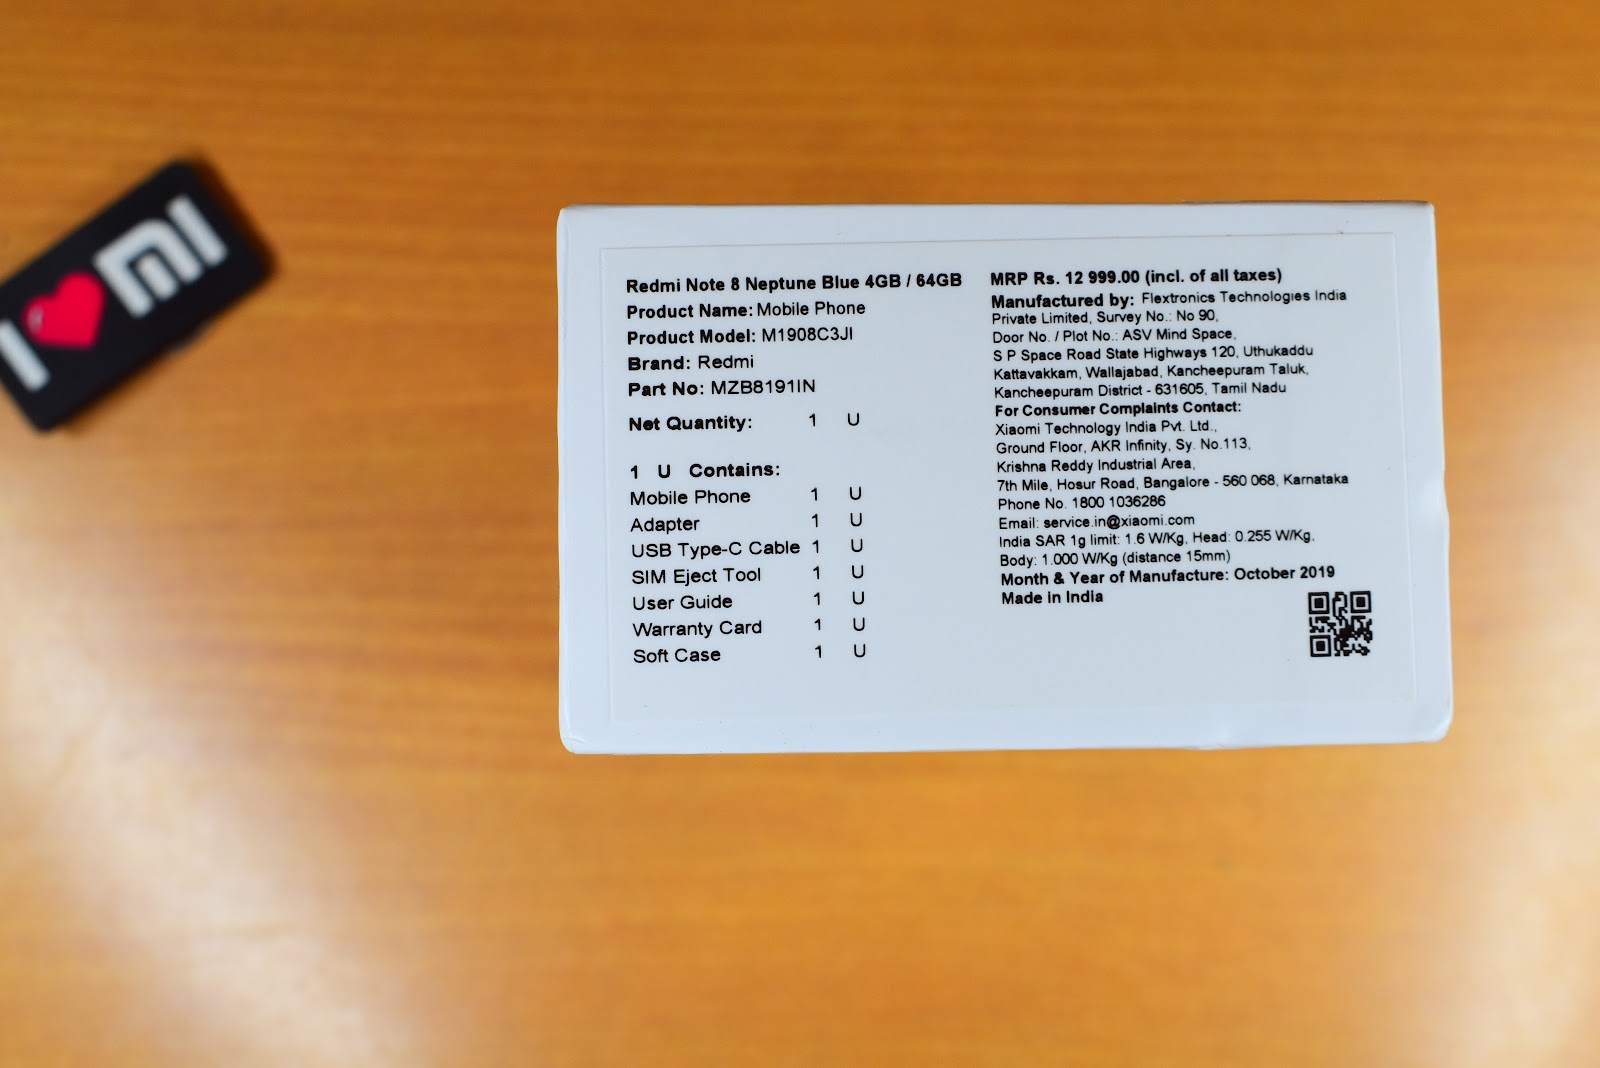 I ❤ MI
Redmi Note 8 Neptune Blue 4GB / 64GB
Product Name: Mobile Phone
Product Model: M1908C3JI
Brand: Redmi
Part No: MZB8191IN
Net Quantity: 1 U
1 U Contains:
Mobile Phone 1 U
Adapter 1 U
USB Type-C Cable 1 U
SIM Eject Tool 1 U
User Guide 1 U
Warranty Card 1 U
Soft Case 1 U
MRP Rs. 12 999.00 (incl. of all taxes)
Manufactured by: Flextronics Technologies India
Private Limited, Survey No.: No 90,
Door No. / Plot No.: ASV Mind Space,
S P Space Road State Highways 120, Uthukaddu
Kattavakkam, Wallajabad, Kancheepuram Taluk,
Kancheepuram District - 631605, Tamil Nadu
For Consumer Complaints Contact:
Xiaomi Technology India Pvt. Ltd.,
Ground Floor, AKR Infinity, Sy. No.113,
Krishna Reddy Industrial Area,
7th Mile, Hosur Road, Bangalore - 560 068, Karnataka
Phone No. 1800 1036286
Email: service.in@xiaomi.com
India SAR 1g limit: 1.6 W/Kg, Head: 0.255 W/Kg,
Body: 1.000 W/Kg (distance 15mm)
Month & Year of Manufacture: October 2019
Made in India